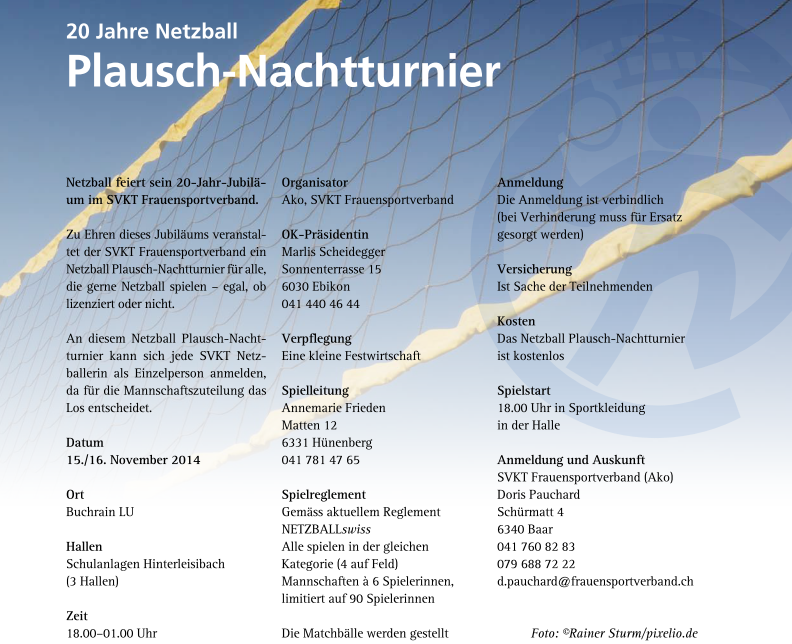 20 Jahre Netzball
Plausch-Nachtturnier
Netzball feiert sein 20-Jahr-Jubilä-
um im SVKT Frauensportverband.
Zu Ehren dieses Jubiläums veranstal-
tet der SVKT Frauensportverband ein
Netzball Plausch-Nachtturnier für alle,
die gerne Netzball spielen – egal, ob
lizenziert oder nicht.
An diesem Netzball Plausch-Nacht-
turnier kann sich jede SVKT Netz-
ballerin als Einzelperson anmelden,
da für die Mannschaftszuteilung das
Los entscheidet.
Datum
15./16. November 2014
Ort
Buchrain LU
Hallen
Schulanlagen Hinterleisibach
(3 Hallen)
Zeit
18.00–01.00 Uhr
Organisator
Ako, SVKT Frauensportverband
OK-Präsidentin
Marlis Scheidegger
Sonnenterrasse 15
6030 Ebikon
041 440 46 44
Verpflegung
Eine kleine Festwirtschaft
Spielleitung
Annemarie Frieden
Matten 12
6331 Hünenberg
041 781 47 65
Spielreglement
Gemäss aktuellem Reglement
NETZBALLswiss
Alle spielen in der gleichen
Kategorie (4 auf Feld)
Mannschaften à 6 Spielerinnen,
limitiert auf 90 Spielerinnen
Die Matchbälle werden gestellt
Anmeldung
Die Anmeldung ist verbindlich
(bei Verhinderung muss für Ersatz
gesorgt werden)
Versicherung
Ist Sache der Teilnehmenden
Kosten
Das Netzball Plausch-Nachtturnier
ist kostenlos
Spielstart
18.00 Uhr in Sportkleidung
in der Halle
Anmeldung und Auskunft
SVKT Frauensportverband (Ako)
Doris Pauchard
Schürmatt 4
6340 Baar
041 760 82 83
079 688 72 22
d.pauchard@frauensportverband.ch
Foto: ©Rainer Sturm/pixelio.de